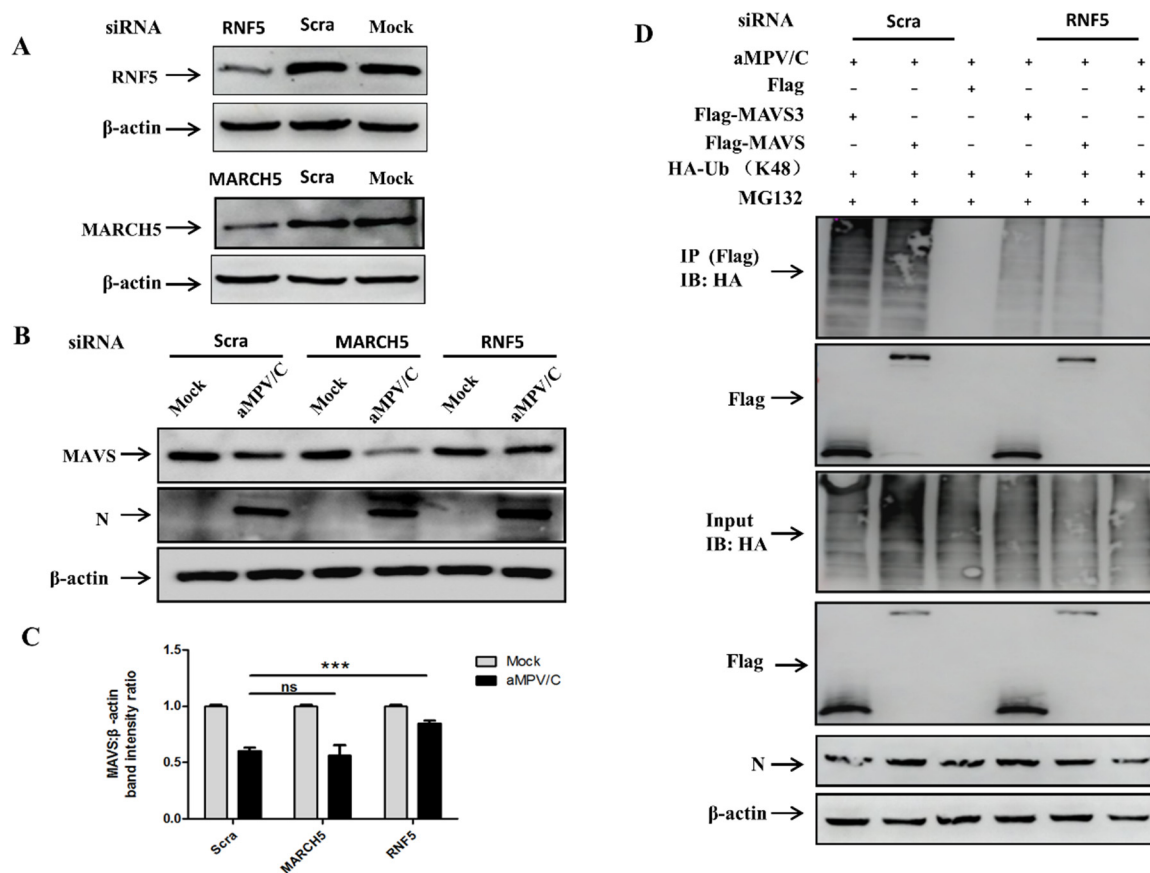 A
siRNA
RNF5 Scra Mock
RNF5
β-actin
MARCH5 Scra Mock
MARCH5
β-actin
B
siRNA
Scra MARCH5 RNF5
Mock aMPV/C Mock aMPV/C Mock aMPV/C
MAVS
N
β-actin
C
MAVS:β -actin
band intensity ratio
1.5
1.0
0.5
0.0
***
ns
Mock
aMPV/C
Scra
MARCH5
RNF5
D
siRNA Scra RNF5
aMPV/C + + + + + +
Flag - - + - - +
Flag-MAVS3 + - - + - -
Flag-MAVS - + - - + -
HA-Ub (K48) + + + + + +
MG132 + + + + + +
IP (Flag)
IB: HA
Flag
Input
IB: HA
Flag
N
β-actin